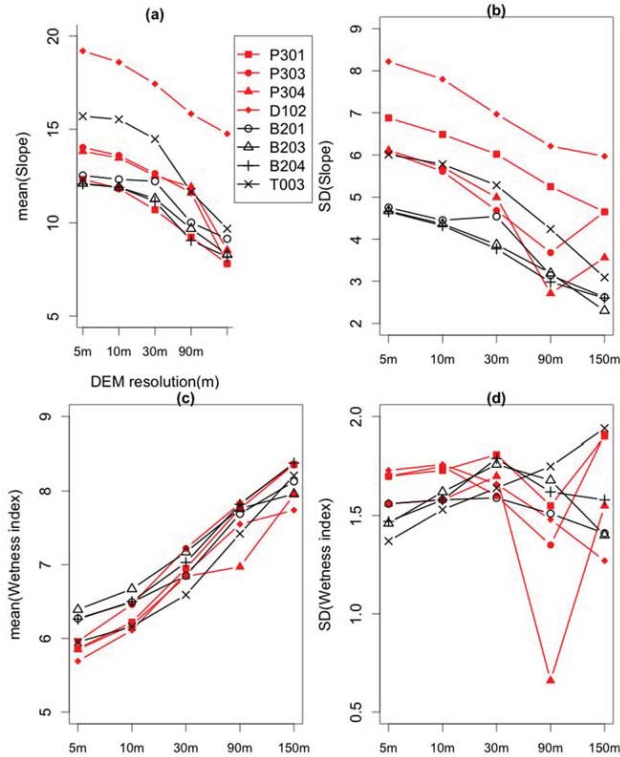 (a)
mean(Slope)
20
15
10
5
5m 10m 30m 90m
DEM resolution(m)
P301
P303
P304
D102
B201
B203
B204
T003
(b)
SD(Slope)
9
8
7
6
5
4
3
2
5m 10m 30m 90m 150m
(c)
mean(Wetness index)
9
8
7
6
5
5m 10m 30m 90m 150m
(d)
SD(Wetness index)
2.0
1.5
1.0
0.5
5m 10m 30m 90m 150m